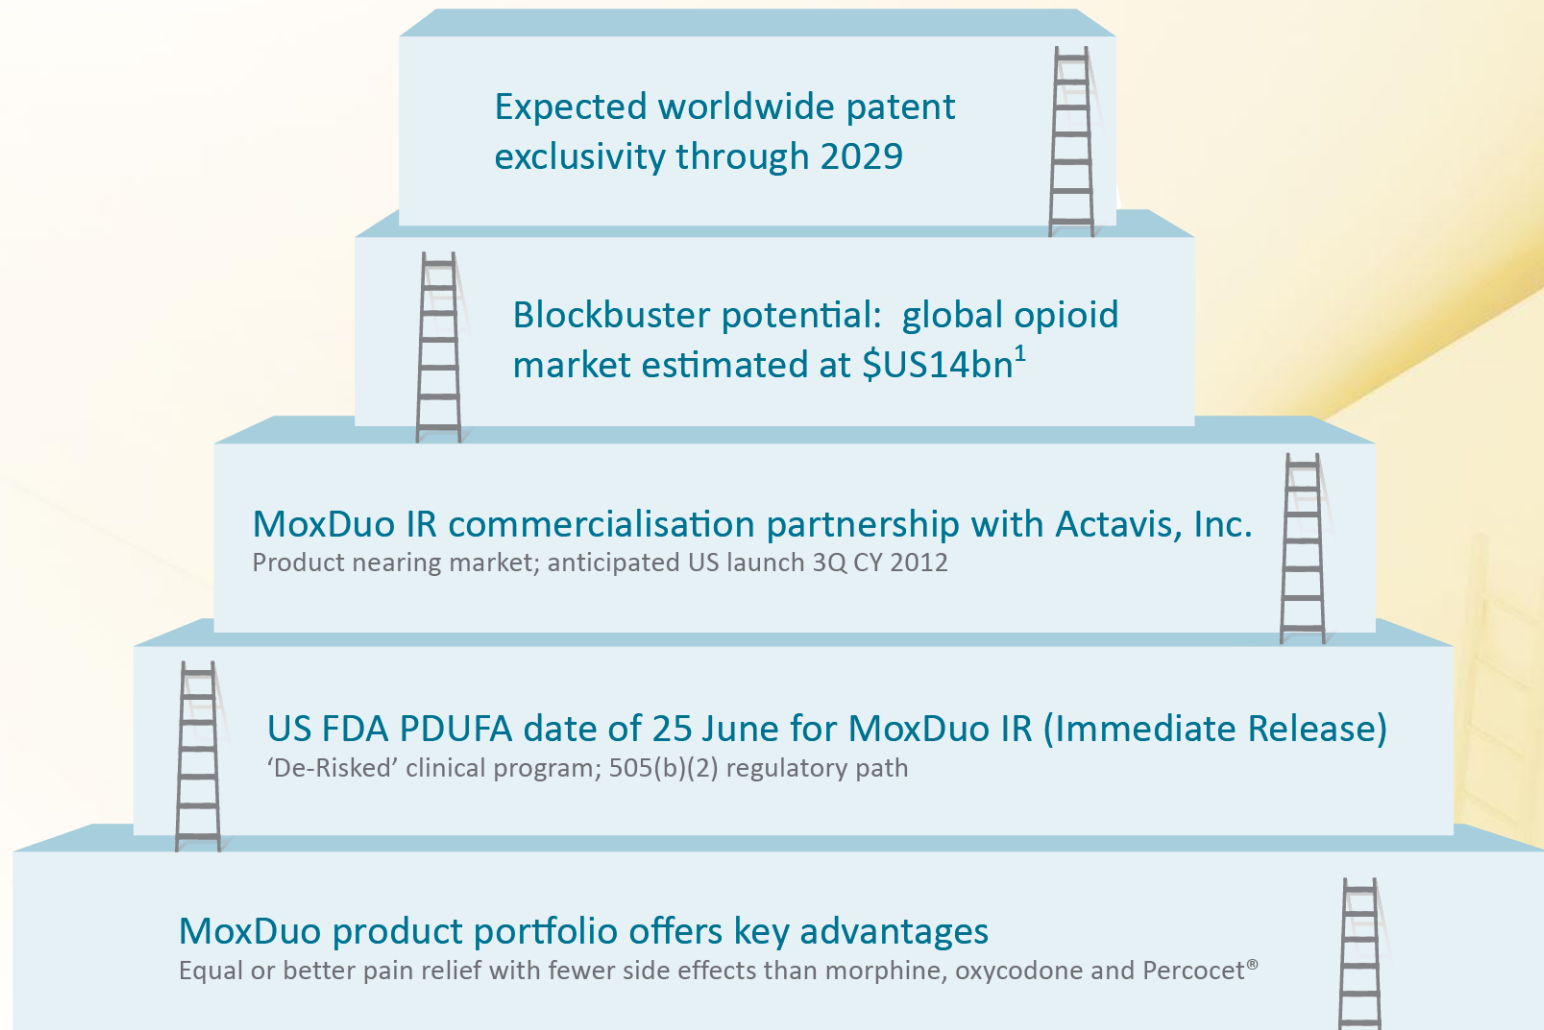 Expected worldwide patent
exclusivity through 2029
Blockbuster potential:  global opioid
market estimated at $US14bn¹
MoxDuo IR commercialisation partnership with Actavis, Inc.
Product nearing market; anticipated US launch 3Q CY 2012
US FDA PDUFA date of 25 June for MoxDuo IR (Immediate Release)
‘De-Risked’ clinical program; 505(b)(2) regulatory path
MoxDuo product portfolio offers key advantages
Equal or better pain relief with fewer side effects than morphine, oxycodone and Percocet®